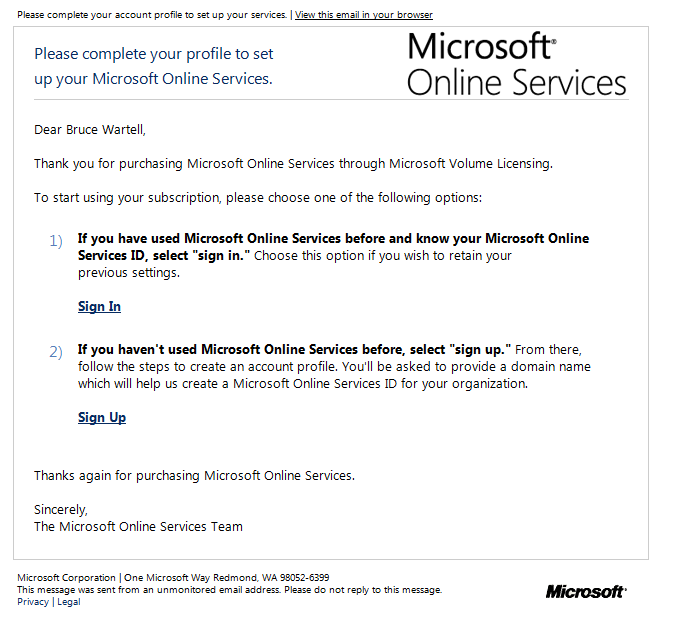 Please complete your account profile to set up your services. | View this email in your browser
Please complete your profile to set
up your Microsoft Online Services.
Microsoft®
Online Services
Dear Bruce Wartell,
Thank you for purchasing Microsoft Online Services through Microsoft Volume Licensing.
To start using your subscription, please choose one of the following options:
1) If you have used Microsoft Online Services before and know your Microsoft Online
Services ID, select "sign in." Choose this option if you wish to retain your
previous settings.
Sign In
2) If you haven't used Microsoft Online Services before, select "sign up." From there,
follow the steps to create an account profile. You'll be asked to provide a domain name
which will help us create a Microsoft Online Services ID for your organization.
Sign Up
Thanks again for purchasing Microsoft Online Services.
Sincerely,
The Microsoft Online Services Team
Microsoft Corporation | One Microsoft Way Redmond, WA 98052-6399
This message was sent from an unmonitored email address. Please do not reply to this message.
Privacy | Legal
Microsoft®